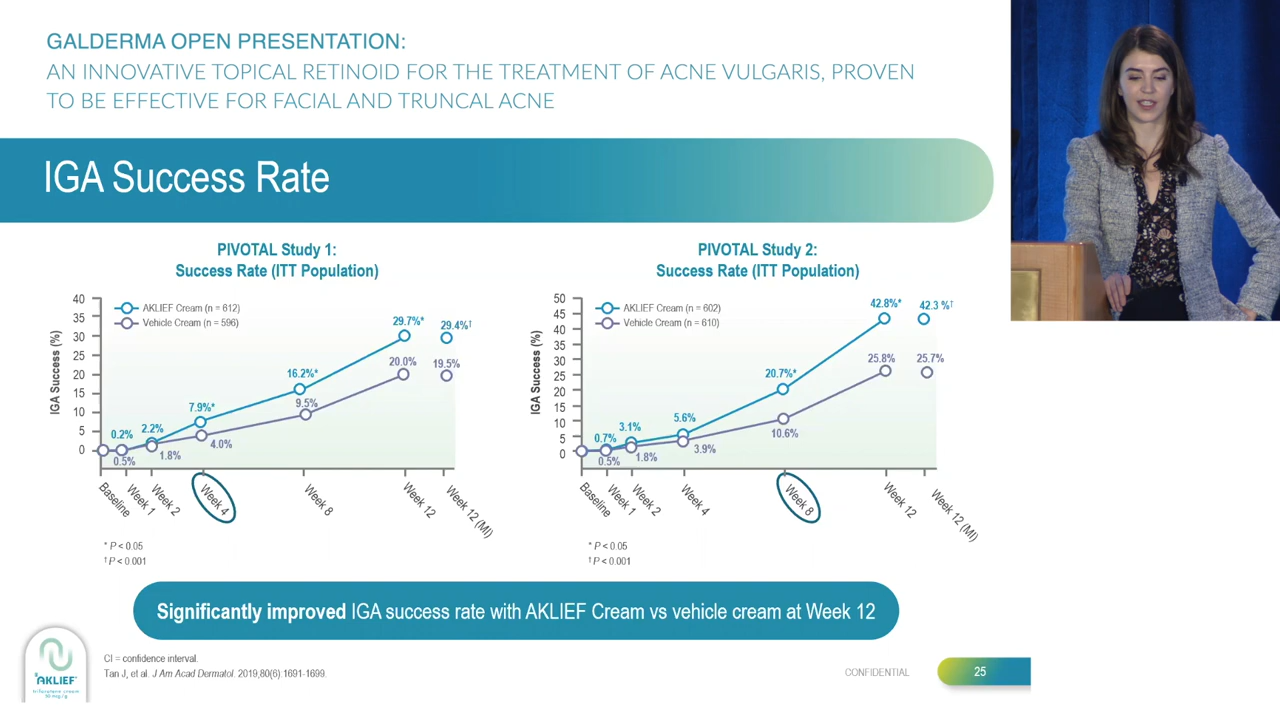 GALDERMA OPEN PRESENTATION:
AN INNOVATIVE TOPICAL RETINOID FOR THE TREATMENT OF ACNE VULGARIS, PROVEN
TO BE EFFECTIVE FOR FACIAL AND TRUNCAL ACNE
IGA Success Rate
PIVOTAL Study 1:
Success Rate (ITT Population)
IGA Success (%)
40
35
30
25
20
15
10
5
0
AKLIEF Cream (n = 612)
Vehicle Cream (n = 596)
0.2%
2.2%
7.9%*
16.2%*
29.7%*
29.4%†
0.5%
1.8%
4.0%
9.5%
20.0%
19.5%
Baseline
Week 1
Week 2
Week 4
Week 8
Week 12
Week 12 (MI)
* P < 0.05
† P < 0.001
PIVOTAL Study 2:
Success Rate (ITT Population)
IGA Success (%)
50
45
40
35
30
25
20
15
10
5
0
AKLIEF Cream (n = 602)
Vehicle Cream (n = 610)
0.7%
3.1%
5.6%
20.7%*
42.8%*
42.3 %†
0.5%
1.8%
3.9%
10.6%
25.8%
25.7%
Baseline
Week 1
Week 2
Week 4
Week 8
Week 12
Week 12 (MI)
* P < 0.05
† P < 0.001
Significantly improved IGA success rate with AKLIEF Cream vs vehicle cream at Week 12
CI = confidence interval.
Tan J, et al. J Am Acad Dermatol. 2019;80(6):1691-1699.
AKLIEF
CONFIDENTIAL
25